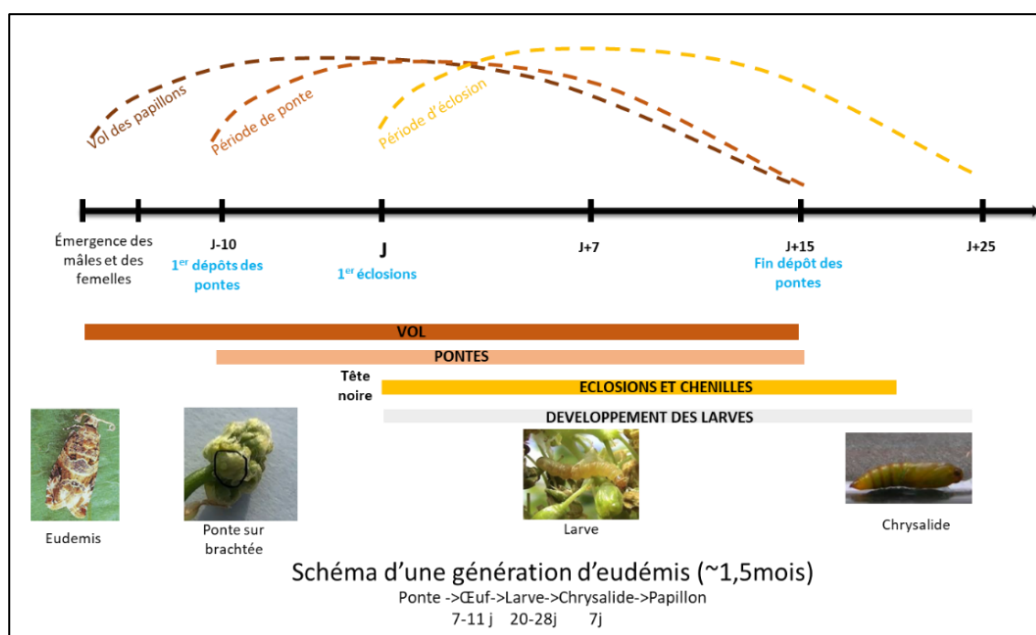 Vol des papillons
Période de ponte
Période d'éclosion
Émergence des
mâles et des
femelles
J-10
1er dépôts des
pontes
J
1er éclosions
J+7
J+15
Fin dépôt des
pontes
J+25
VOL
PONTES
Tête
noire
ECLOSIONS ET CHENILLES
DEVELOPPEMENT DES LARVES
Eudemis
Ponte sur
brachtée
Larve
Chrysalide
Schéma d'une génération d'eudémis (~1,5mois)
Ponte ->Œuf->Larve->Chrysalide->Papillon
7-11 j 20-28j 7j